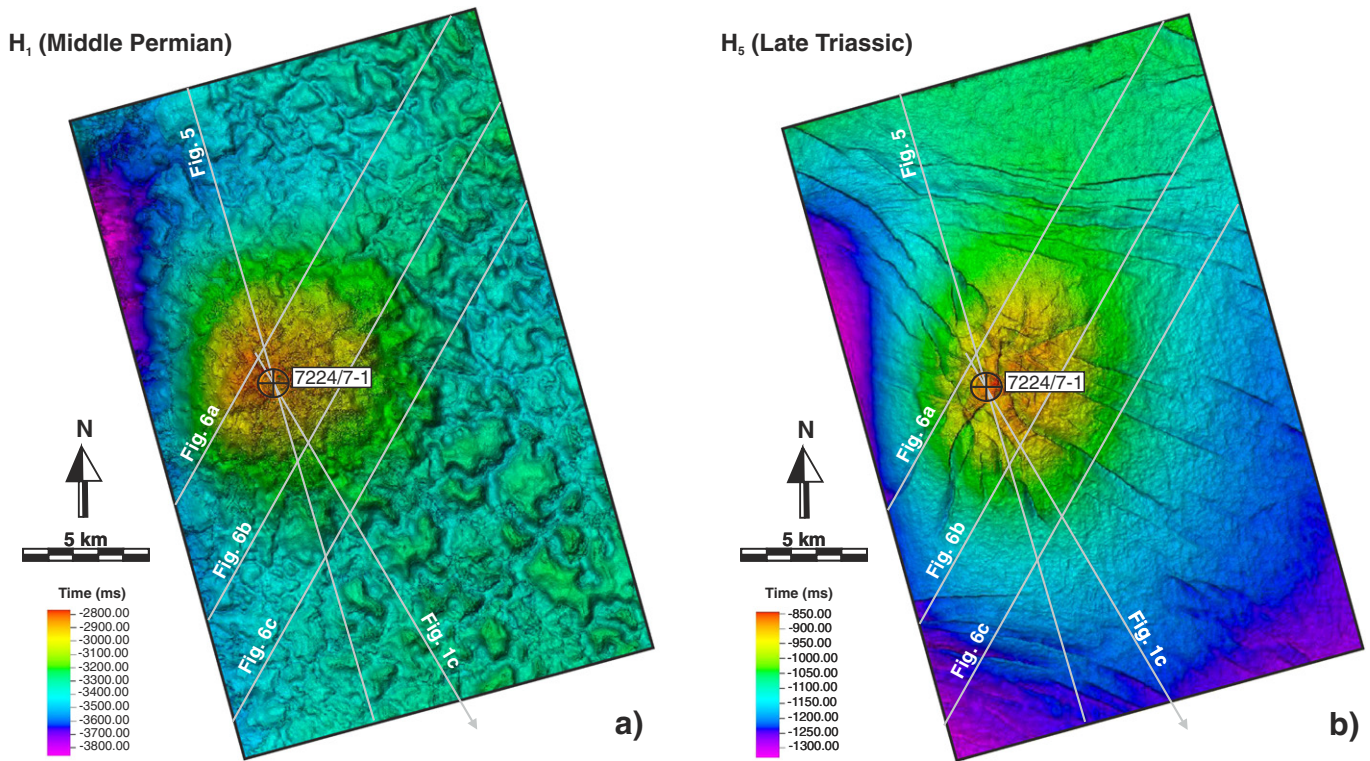 H₁ (Middle Permian)
Fig. 5
7224/7-1
Fig. 6a
Fig. 6b
Fig. 6c
Fig. 1c
N
5 km
Time (ms)
-2800.00
-2900.00
-3000.00
-3100.00
-3200.00
-3300.00
-3400.00
-3500.00
-3600.00
-3700.00
-3800.00
a)
H₅ (Late Triassic)
Fig. 5
7224/7-1
Fig. 6a
Fig. 6b
Fig. 6c
Fig. 1c
N
5 km
Time (ms)
-850.00
-900.00
-950.00
-1000.00
-1050.00
-1100.00
-1150.00
-1200.00
-1250.00
-1300.00
b)